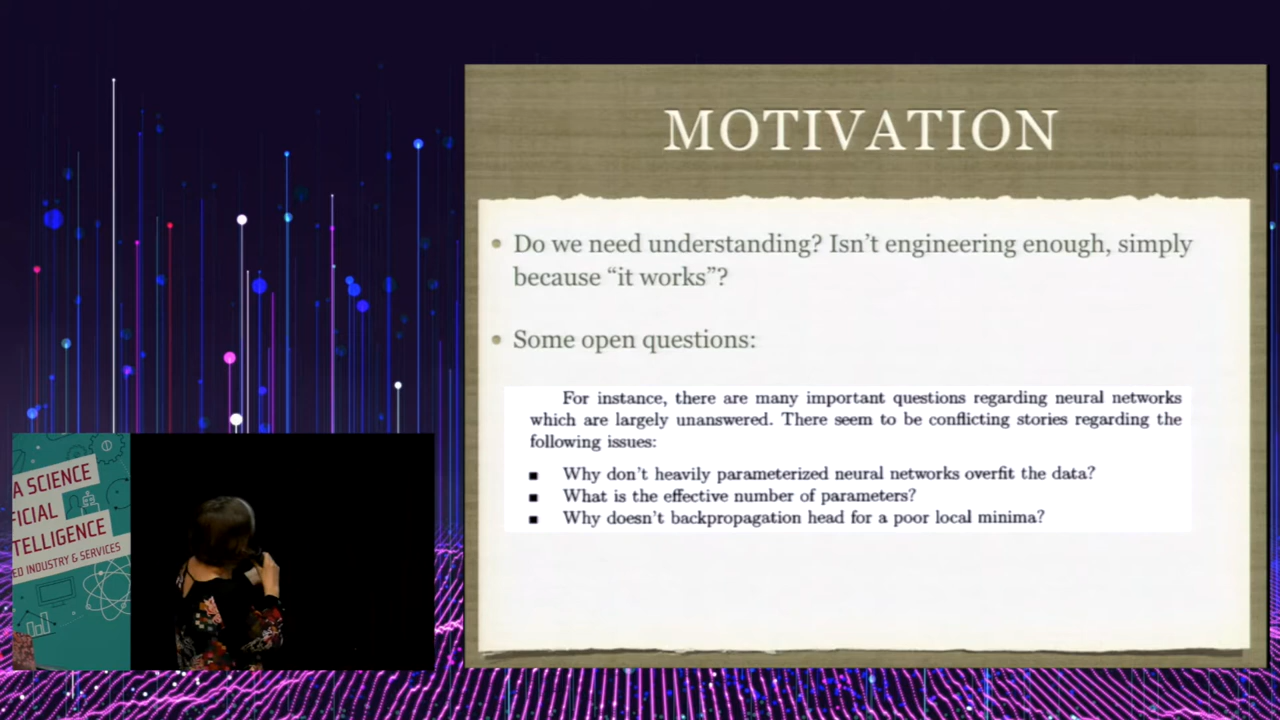 MOTIVATION
• Do we need understanding? Isn’t engineering enough, simply
because “it works”?
• Some open questions:
For instance, there are many important questions regarding neural networks
which are largely unanswered. There seem to be conflicting stories regarding the
following issues:
■ Why don’t heavily parameterized neural networks overfit the data?
■ What is the effective number of parameters?
■ Why doesn’t backpropagation head for a poor local minima?
A SCIENCE
FICIAL
TELLIGENCE
ED INDUSTRY & SERVICES